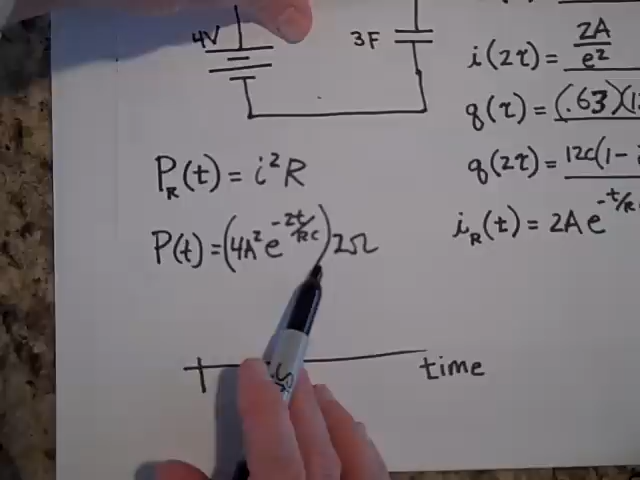 4V
3F
i(2τ) = 2A/e²
q(τ) = (.63)(1
P_R(t) = i²R
q(2τ) = 12C(1 -
P(t) = (4A² e^(-2t/RC)) 2Ω
i_R(t) = 2A e^(-t/R
time